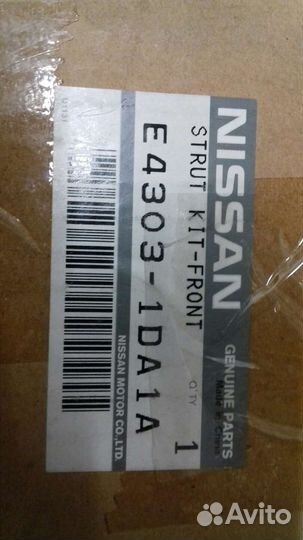 NISSAN
GENUINE PARTS
STRUT KIT-FRONT
QTY
1
E4303-1DA1A
NISSAN MOTOR CO.,LTD.
Avito